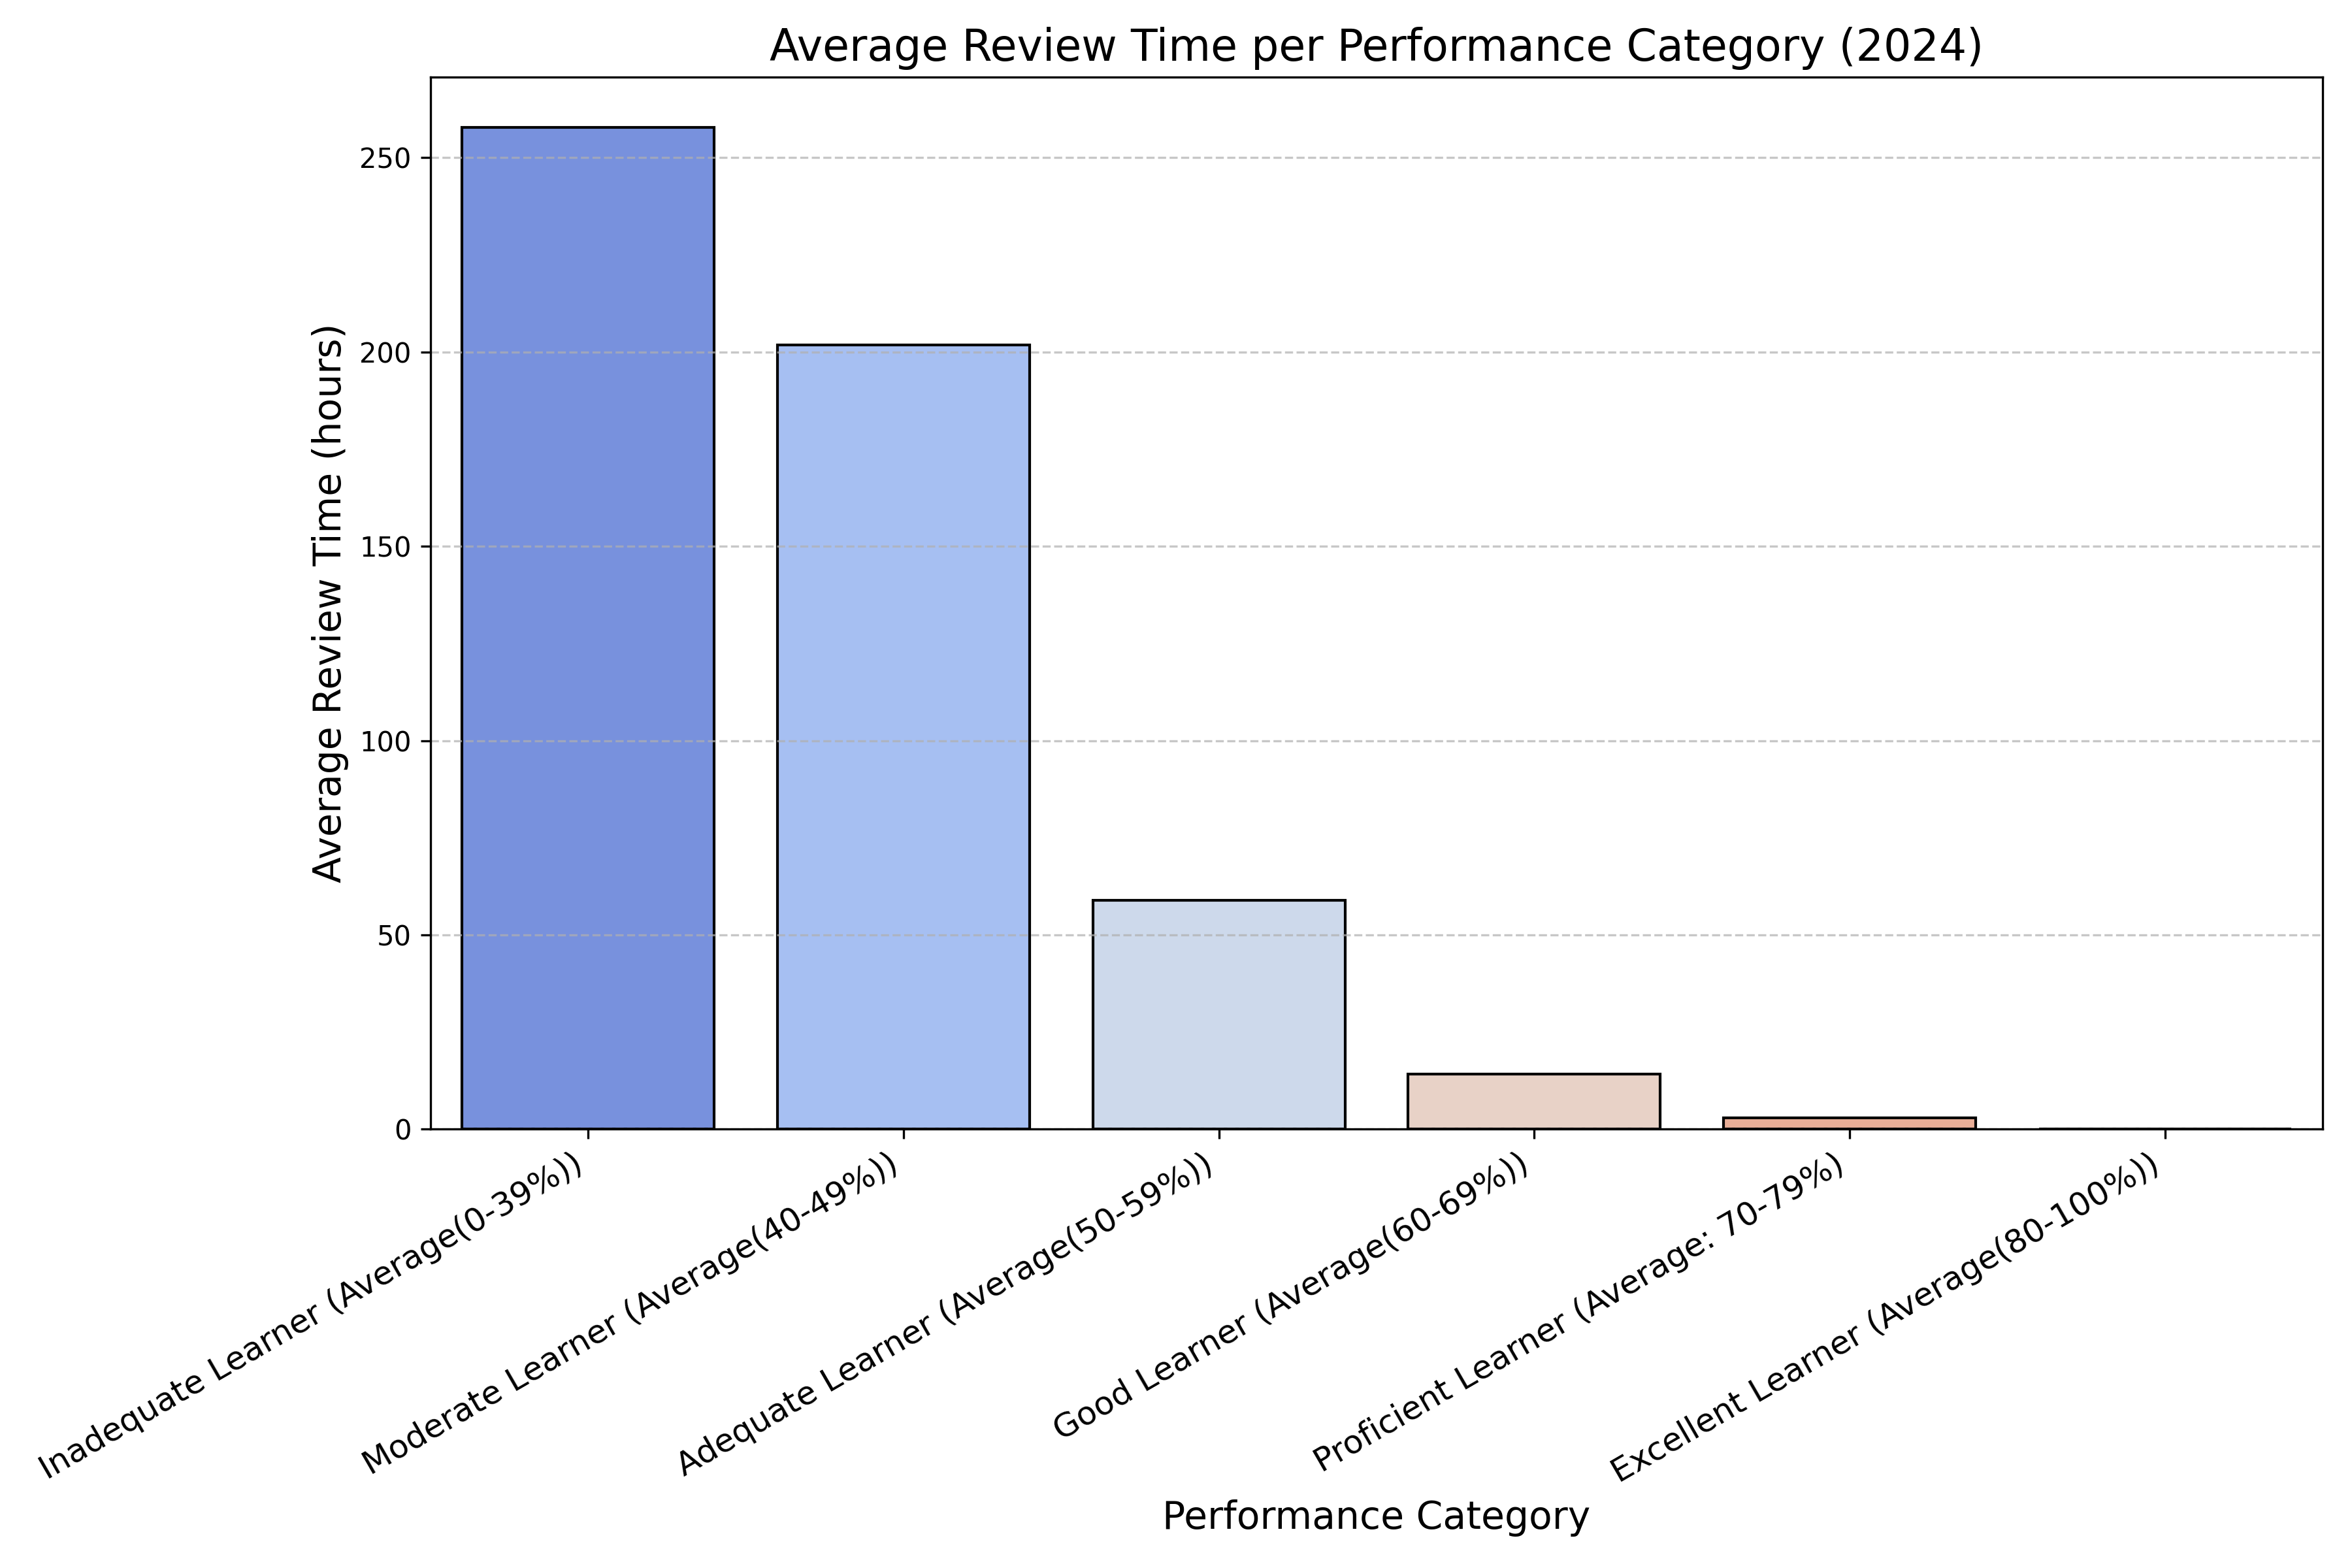 Average Review Time per Performance Category (2024)
Average Review Time (hours)
250
200
150
100
50
0
Inadequate Learner (Average(0-39%))
Moderate Learner (Average(40-49%))
Adequate Learner (Average(50-59%))
Good Learner (Average(60-69%))
Proficient Learner (Average: 70-79%)
Excellent Learner (Average(80-100%))
Performance Category